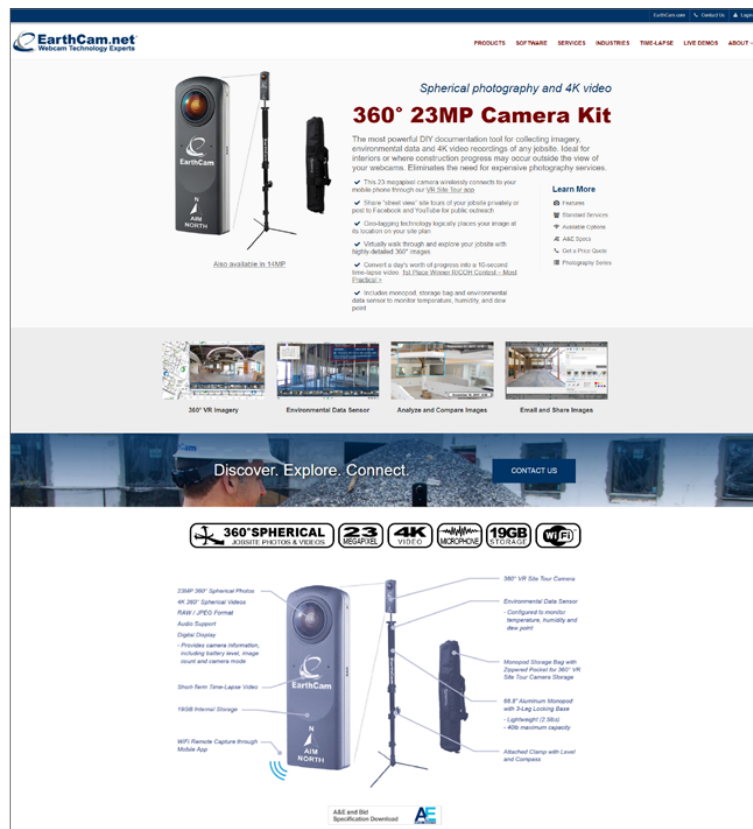 EarthCam.com Contact Us Login
EarthCam.net
Webcam Technology Experts
PRODUCTS SOFTWARE SERVICES INDUSTRIES TIME-LAPSE LIVE DEMOS ABOUT
Spherical photography and 4K video
360° 23MP Camera Kit
The most powerful DIY documentation tool for collecting imagery,
environmental data and 4K video recordings of any jobsite. Ideal for
interiors or where construction progress may occur outside the view of
your webcams. Eliminates the need for expensive photography services.
This 23 megapixel camera wirelessly connects to your
mobile phone through our VR Site Tour app
Share "street view" site tours of your jobsite privately or
post to Facebook and YouTube for public outreach
Geo-tagging technology logically places your image at
its location on your site plan
Virtually walk through and explore your jobsite with
highly detailed 360° images
Convert a day's worth of progress into a 10-second
time-lapse video 1st Place Winner RICOH Contest – Most
Practical >
Includes monopod, storage bag and environmental
data sensor to monitor temperature, humidity, and dew
point
Learn More
Features
Standard Services
Available Options
A&E Specs
Get a Price Quote
Photography Series
EarthCam
N
AIM
NORTH
Also available in 14MP
360° VR Imagery
Environmental Data Sensor
Analyze and Compare Images
Email and Share Images
Discover. Explore. Connect.
CONTACT US
360°SPHERICAL
JOBSITE PHOTOS & VIDEOS
23
MEGAPIXEL
4K
VIDEO
MICROPHONE
19GB
STORAGE
WiFi
23MP 360° Spherical Photos
4K 360° Spherical Videos
RAW / JPEG Format
Audio Support
Digital Display
- Provides camera information,
including battery level, image
count and camera mode
Short-Term Time-Lapse Video
19GB Internal Storage
WiFi Remote Capture through
Mobile App
EarthCam
N
AIM
NORTH
360° VR Site Tour Camera
Environmental Data Sensor
- Configured to monitor
temperature, humidity and
dew point
Monopod Storage Bag with
Zippered Pocket for 360° VR
Site Tour Camera Storage
Aluminum Monopod
with 3-Leg Locking Base
- Lightweight (2.5lbs)
- 40lb maximum capacity
Attached Clamp with Level
and Compass
A&E and Bid
Specification Download
AE